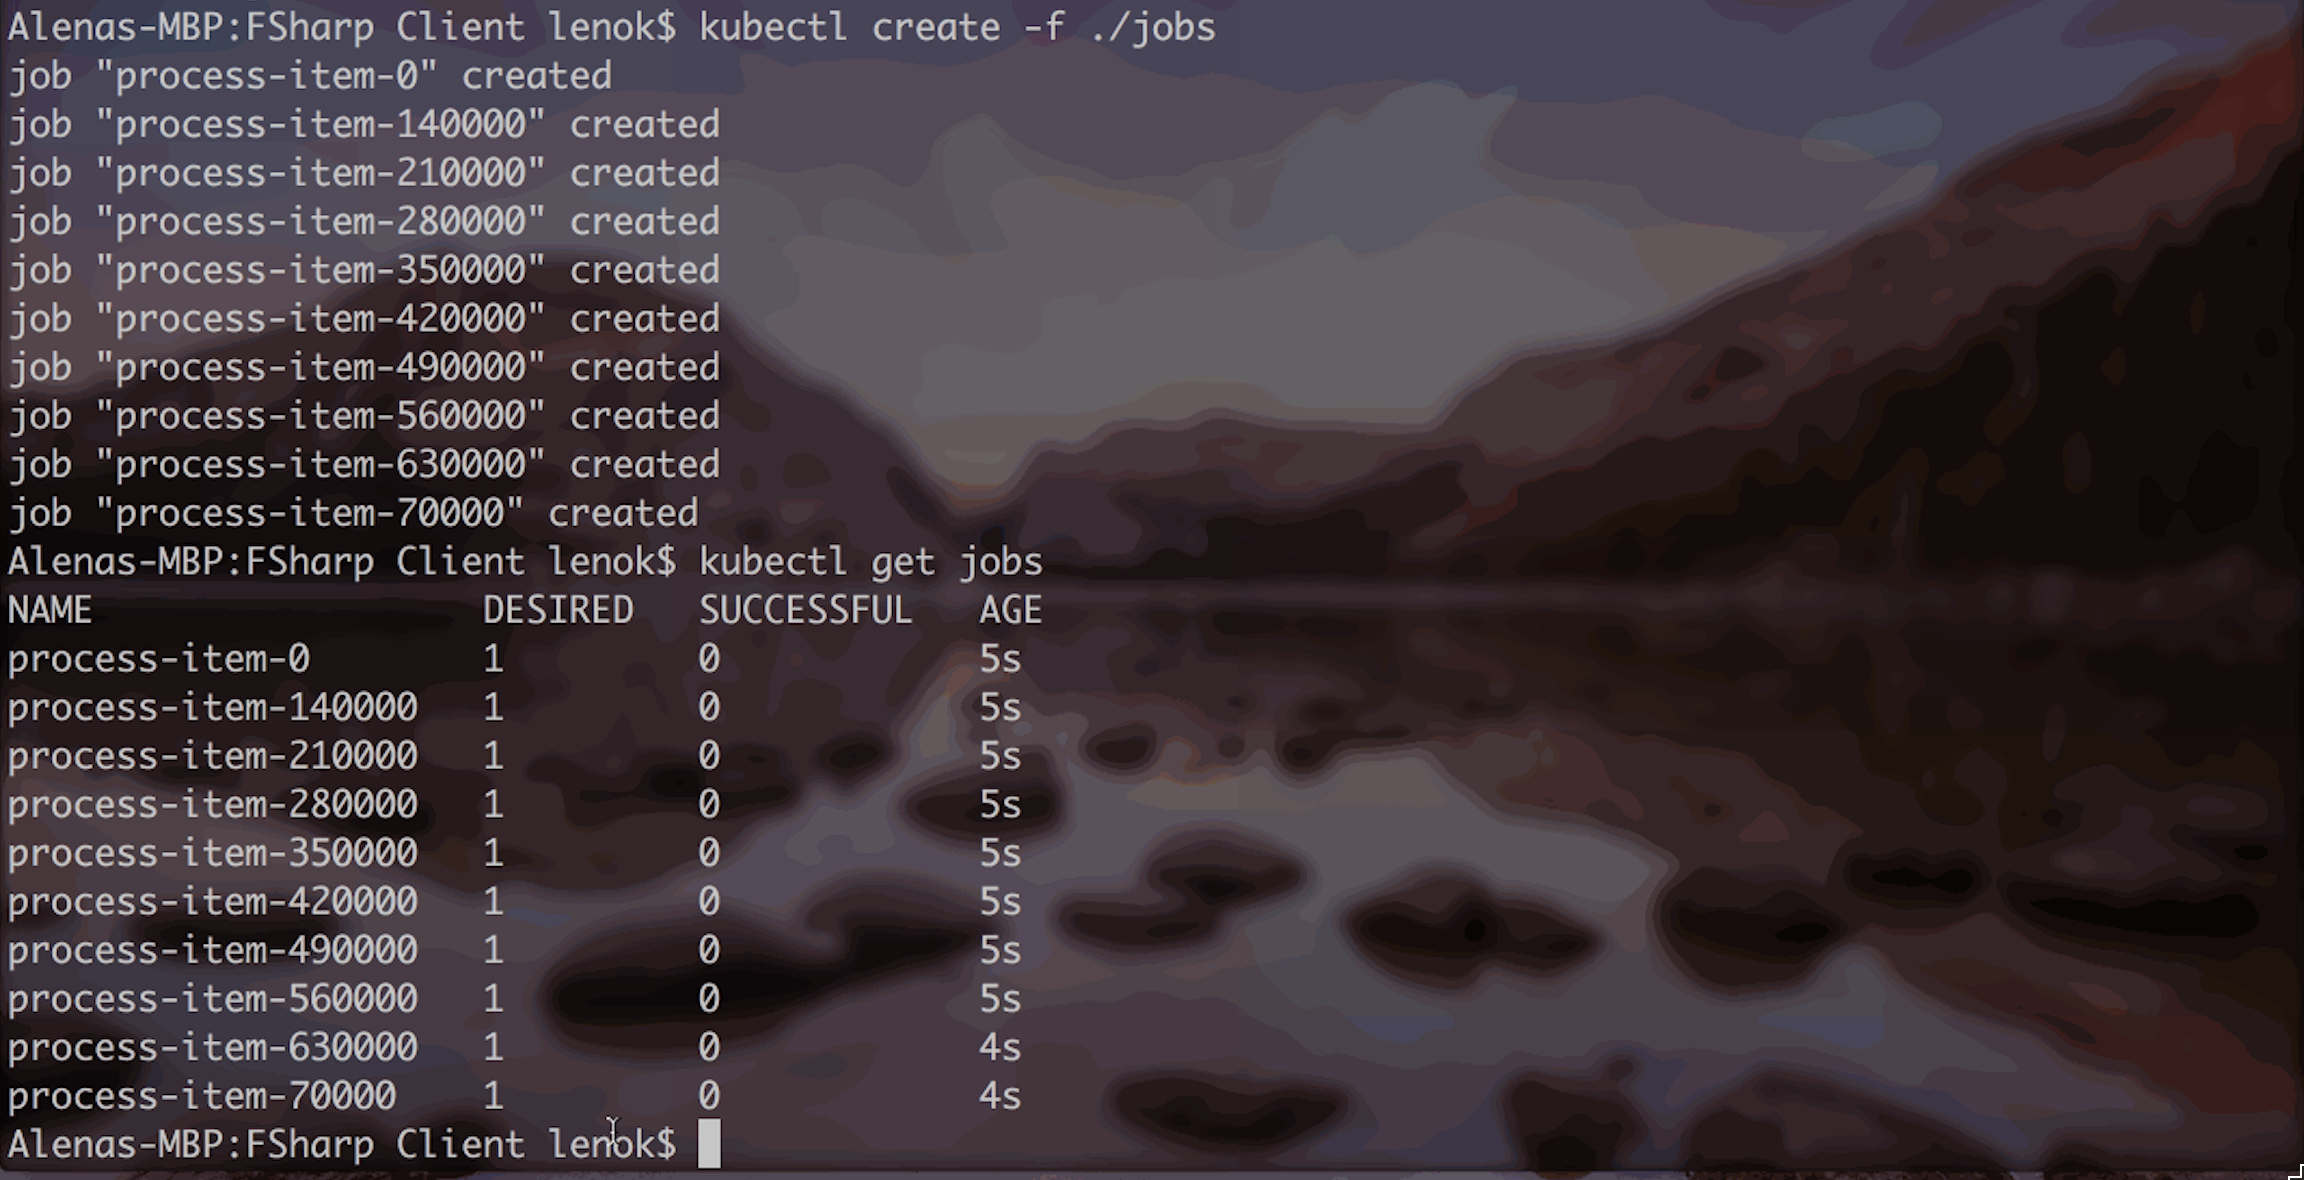 Alenas-MBP:FSharp Client lenok$ kubectl create -f ./jobs
job "process-item-0" created
job "process-item-140000" created
job "process-item-210000" created
job "process-item-280000" created
job "process-item-350000" created
job "process-item-420000" created
job "process-item-490000" created
job "process-item-560000" created
job "process-item-630000" created
job "process-item-70000" created
Alenas-MBP:FSharp Client lenok$ kubectl get jobs
NAME DESIRED SUCCESSFUL AGE
process-item-0 1 0 5s
process-item-140000 1 0 5s
process-item-210000 1 0 5s
process-item-280000 1 0 5s
process-item-350000 1 0 5s
process-item-420000 1 0 5s
process-item-490000 1 0 5s
process-item-560000 1 0 5s
process-item-630000 1 0 4s
process-item-70000 1 0 4s
Alenas-MBP:FSharp Client lenok$